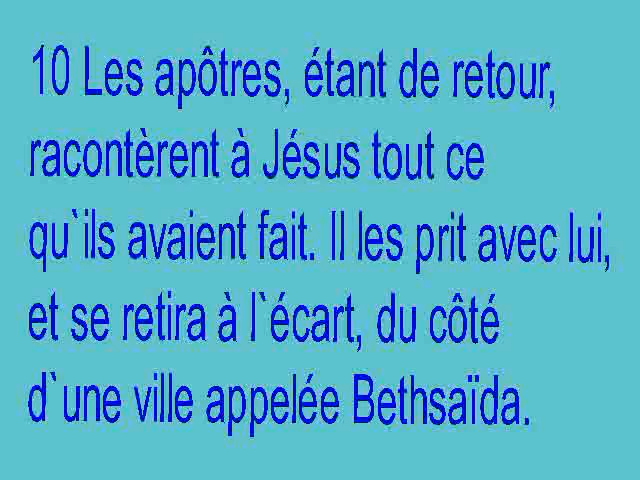 10 Les apôtres, étant de retour,
racontèrent à Jésus tout ce
qu`ils avaient fait. Il les prit avec lui,
et se retira à l`écart, du côté
d`une ville appelée Bethsaïda.